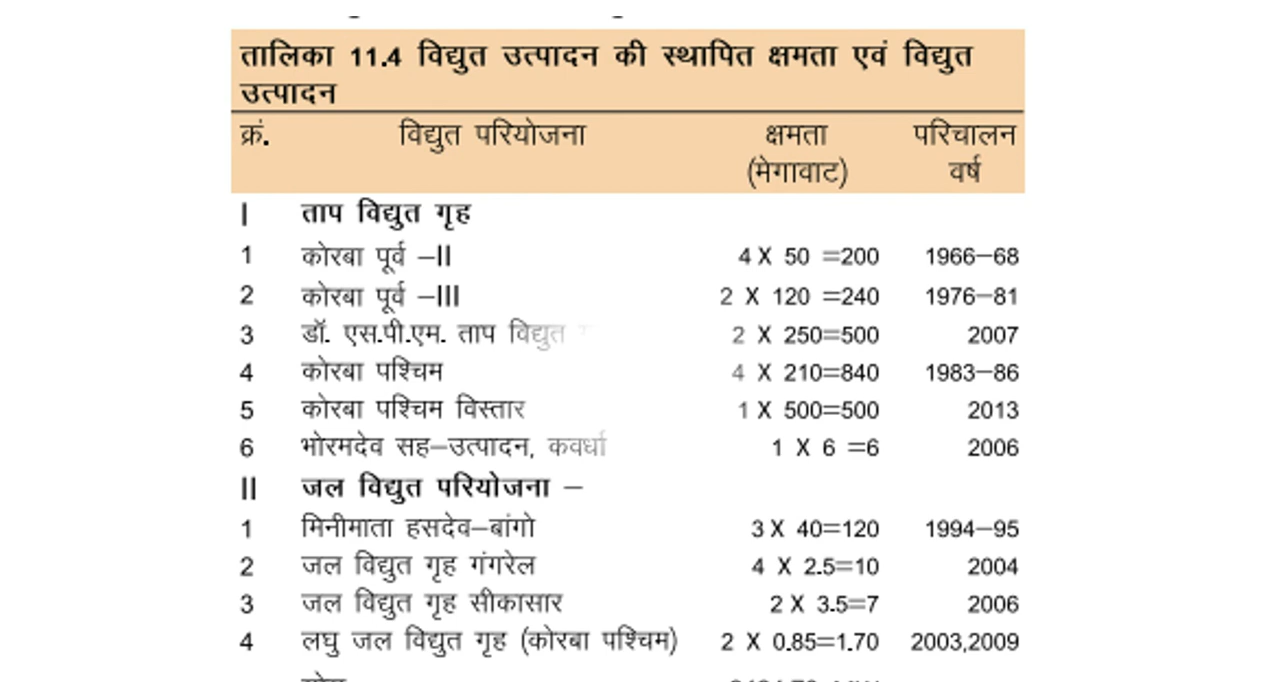 तालिका 11.4 विद्युत उत्पादन की स्थापित क्षमता एवं विद्युत
उत्पादन
क्रं. विद्युत परियोजना क्षमता परिचालन
(मेगावाट) वर्ष
I ताप विद्युत गृह
1 कोरबा पूर्व –II 4 X 50 =200 1966–68
2 कोरबा पूर्व –III 2 X 120 =240 1976–81
3 डॉ. एस.पी.एम. ताप विद्युत 2 X 250=500 2007
4 कोरबा पश्चिम 4 X 210=840 1983–86
5 कोरबा पश्चिम विस्तार 1 X 500=500 2013
6 भोरमदेव सह–उत्पादन, कवर्धा 1 X 6 =6 2006
II जल विद्युत परियोजना –
1 मिनीमाता हसदेव–बांगो 3 X 40=120 1994–95
2 जल विद्युत गृह गंगरेल 4 X 2.5=10 2004
3 जल विद्युत गृह सीकासार 2 X 3.5=7 2006
4 लघु जल विद्युत गृह (कोरबा पश्चिम) 2 X 0.85=1.70 2003,2009